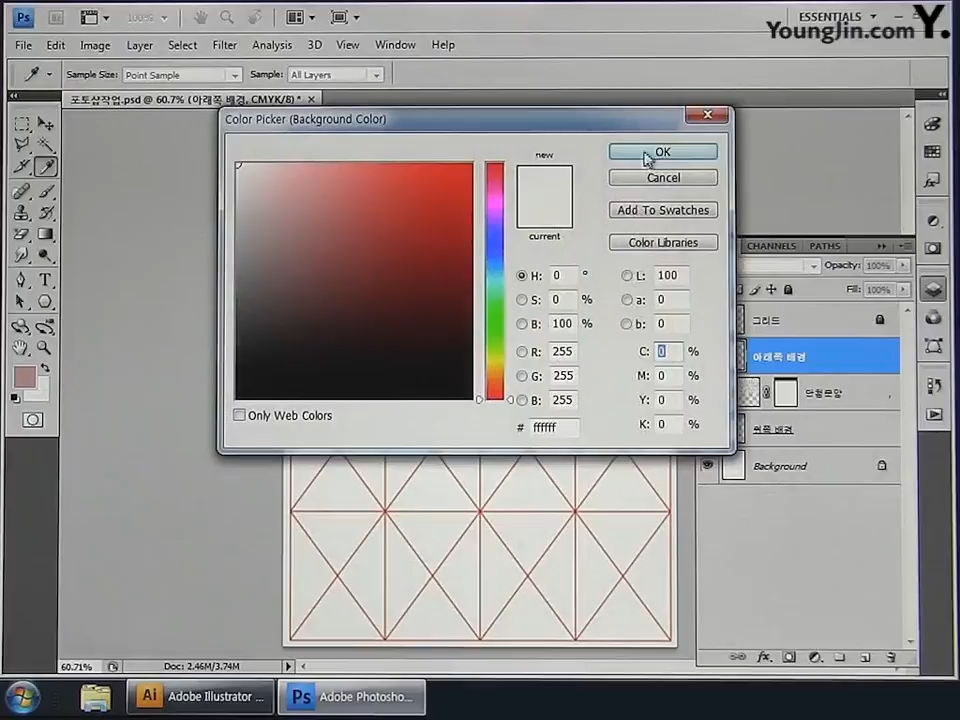 Ps
100%
ESSENTIALS
YoungJin.com Y.
File Edit Image Layer Select Filter Analysis 3D View Window Help
Sample Size: Point Sample Sample: All Layers
포토샵작업.psd @ 60.7% (아래쪽 배경, CMYK/8) *
Color Picker (Background Color)
new
OK
Cancel
Add To Swatches
current
Color Libraries
CHANNELS PATHS
Opacity: 100%
H: 0 ° L: 100
Fill: 100%
S: 0 % a: 0
B: 100 % b: 0
그리드
R: 255 C: 0 %
아래쪽 배경
G: 255 M: 0 %
B: 255 Y: 0 %
Only Web Colors
# ffffff K: 0 %
위쪽 배경
Background
60.71% Doc: 2.46M/3.74M
Ai Adobe Illustrator ...
Ps Adobe Photosho...